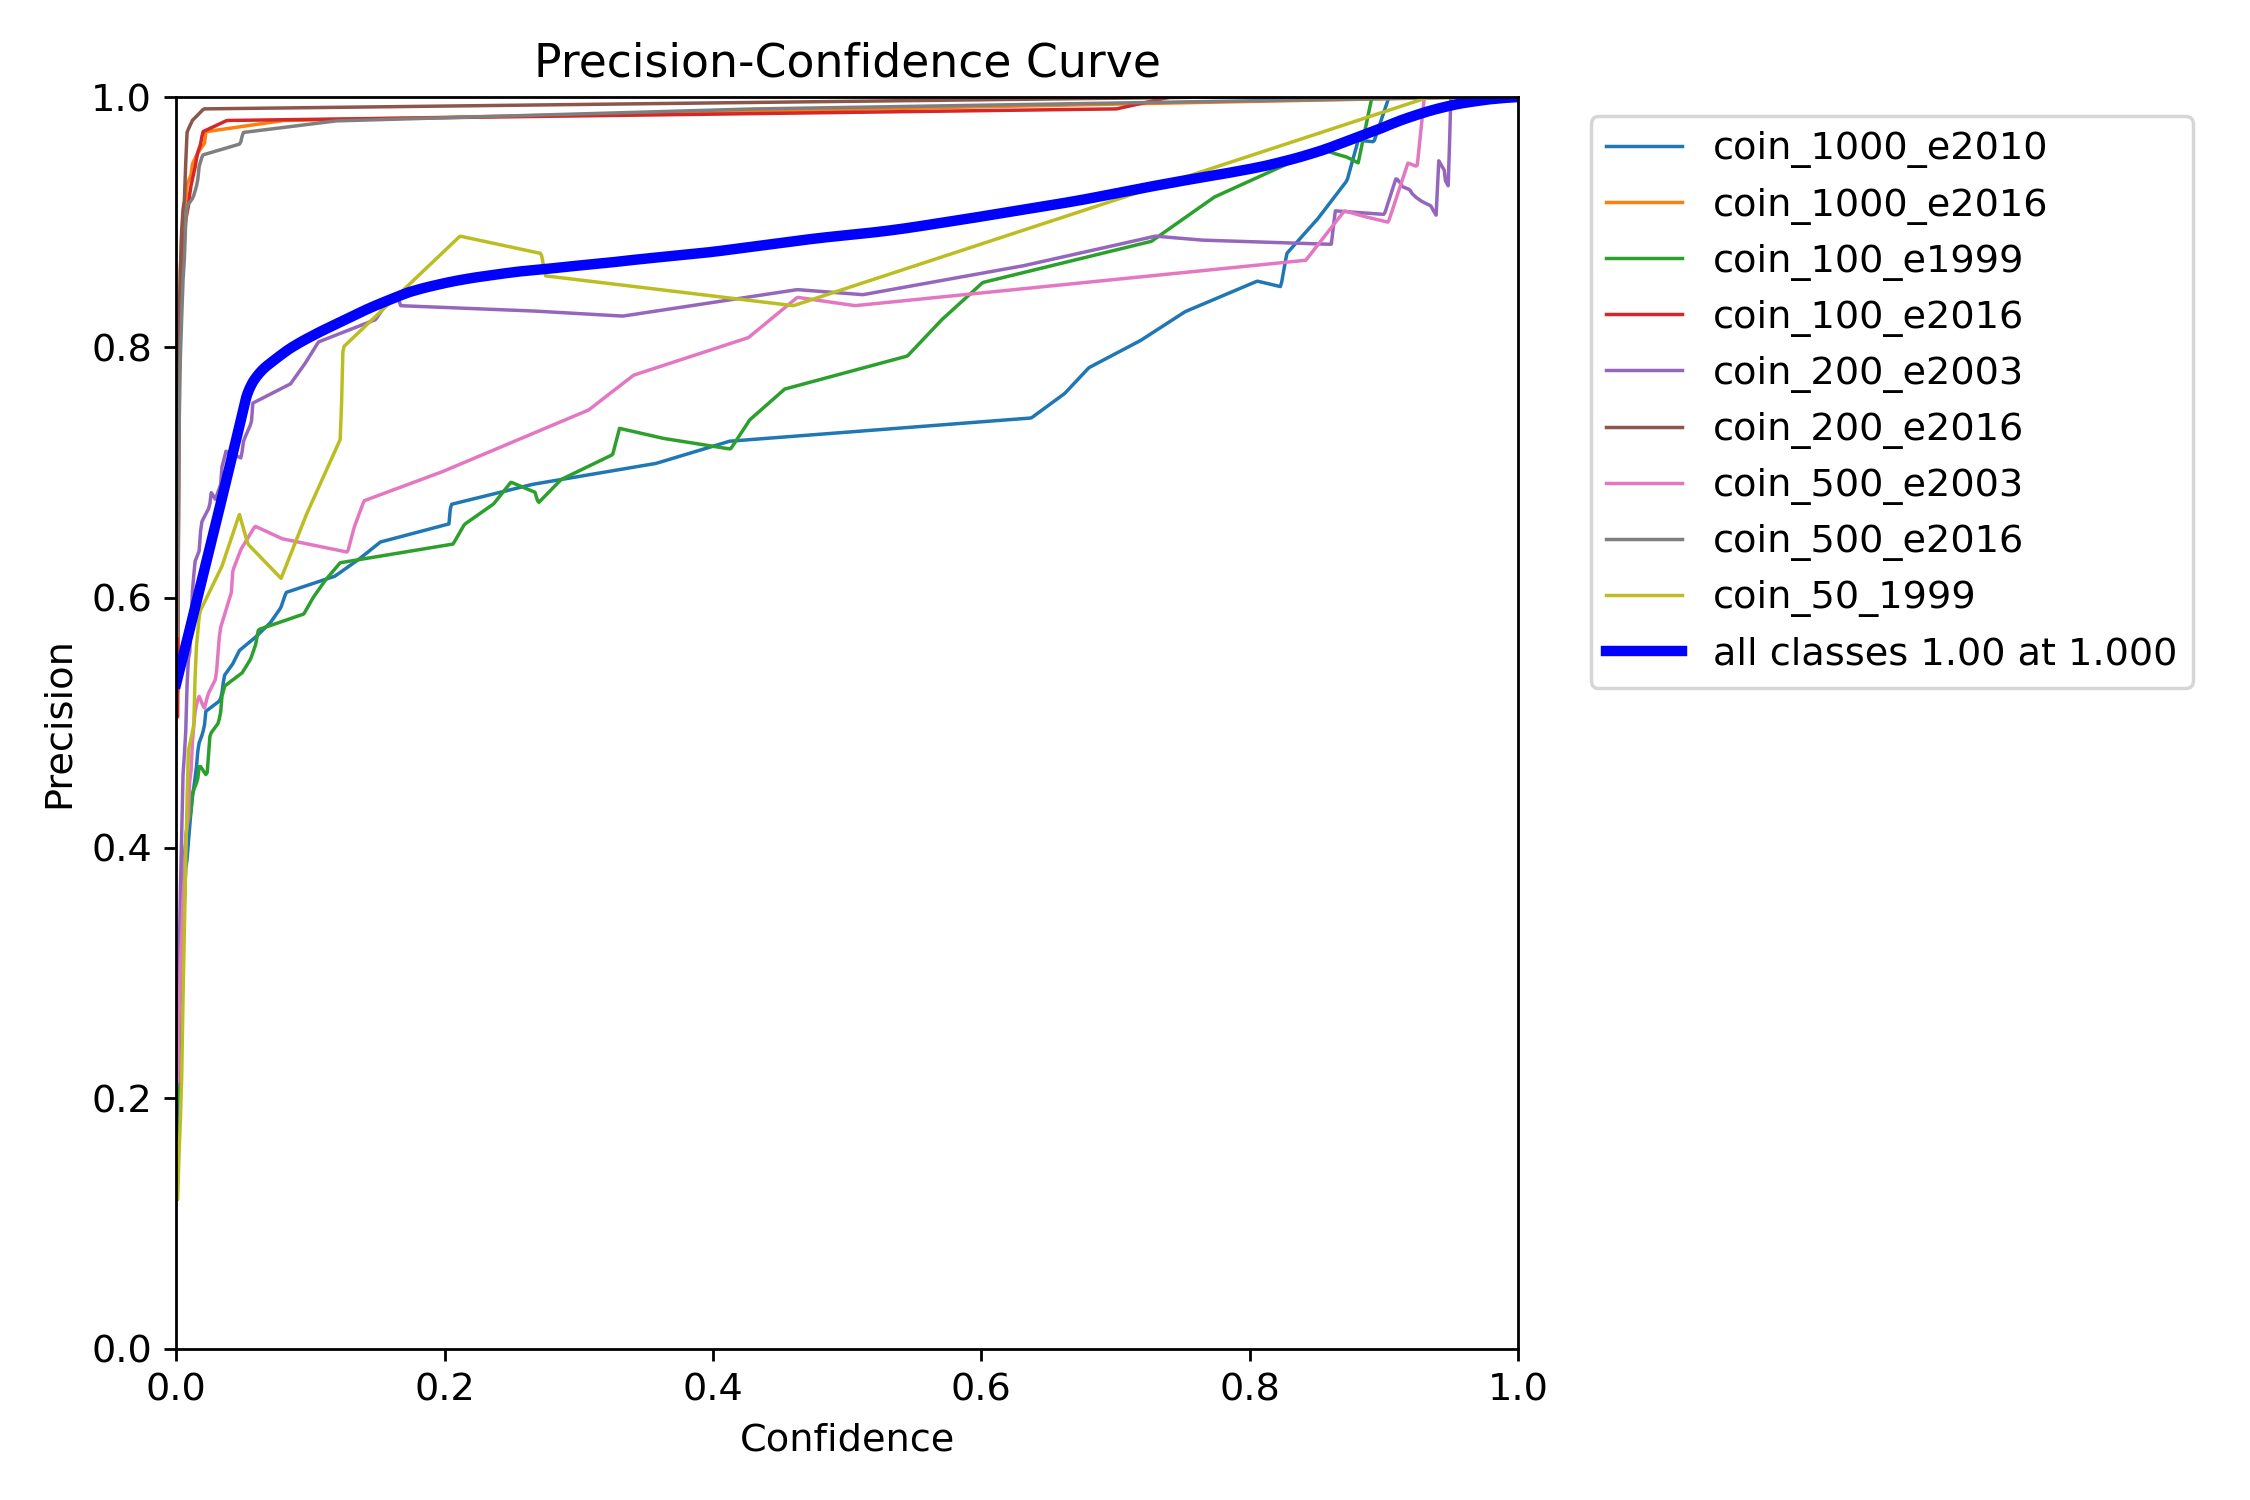 Precision-Confidence Curve
1.0
0.8
0.6
0.4
0.2
0.0
Precision
0.0 0.2 0.4 0.6 0.8 1.0
Confidence
coin_1000_e2010
coin_1000_e2016
coin_100_e1999
coin_100_e2016
coin_200_e2003
coin_200_e2016
coin_500_e2003
coin_500_e2016
coin_50_1999
all classes 1.00 at 1.000